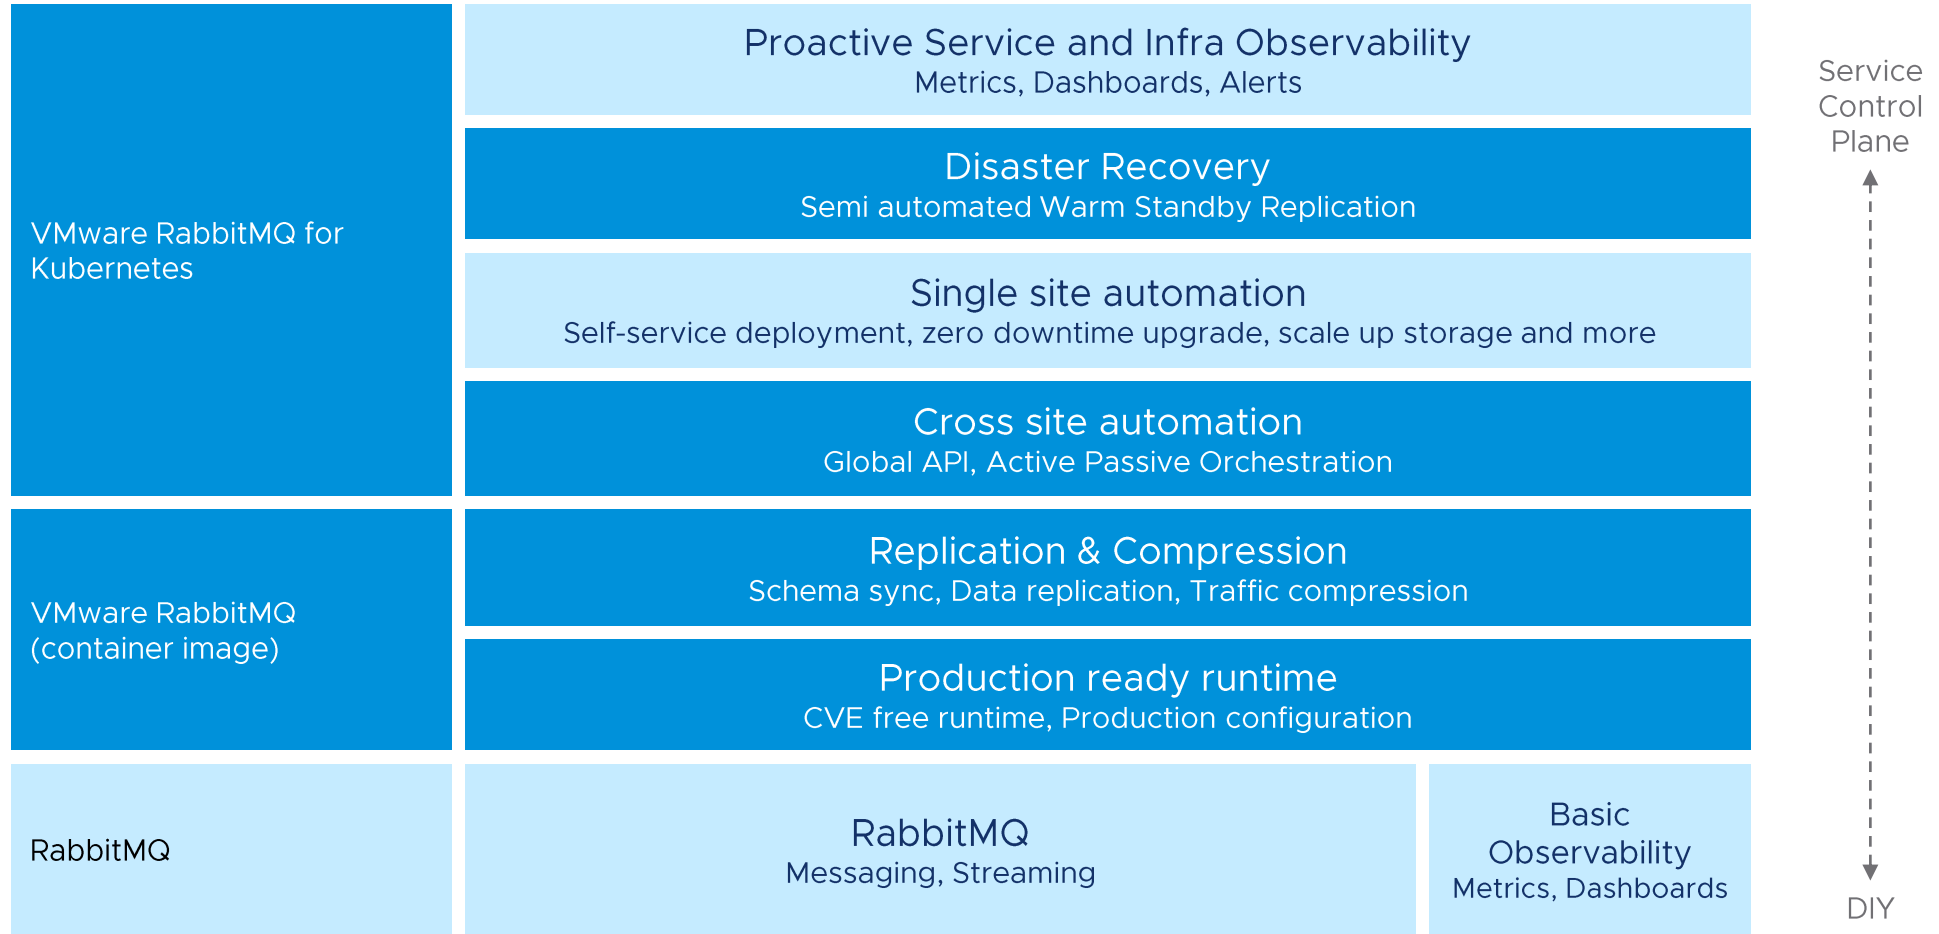 VMware RabbitMQ for
Kubernetes
Proactive Service and Infra Observability
Metrics, Dashboards, Alerts
Disaster Recovery
Semi automated Warm Standby Replication
Single site automation
Self-service deployment, zero downtime upgrade, scale up storage and more
Cross site automation
Global API, Active Passive Orchestration
VMware RabbitMQ
(container image)
Replication & Compression
Schema sync, Data replication, Traffic compression
Production ready runtime
CVE free runtime, Production configuration
RabbitMQ
RabbitMQ
Messaging, Streaming
Basic
Observability
Metrics, Dashboards
Service
Control
Plane
DIY